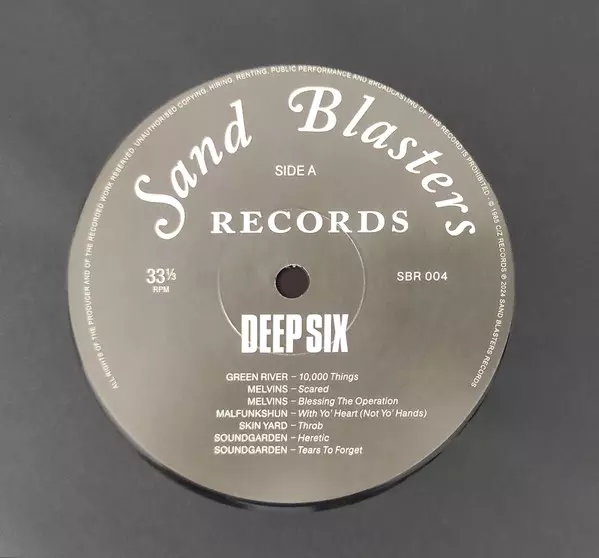 ALL RIGHTS OF THE PRODUCER AND OF THE RECORDED WORK RESERVED. UNAUTHORISED COPYING, HIRING, RENTING, PUBLIC PERFORMANCE AND BROADCASTING OF THIS RECORD IS PROHIBITED - © 1985 C/Z RECORDS ℗ 2024 SAND BLASTERS RECORDS
Sand Blasters
SIDE A
RECORDS
33⅓
RPM
SBR 004
DEEP SIX
GREEN RIVER – 10,000 Things
MELVINS – Scared
MELVINS – Blessing The Operation
MALFUNKSHUN – With Yo' Heart (Not Yo' Hands)
SKIN YARD – Throb
SOUNDGARDEN – Heretic
SOUNDGARDEN – Tears To Forget